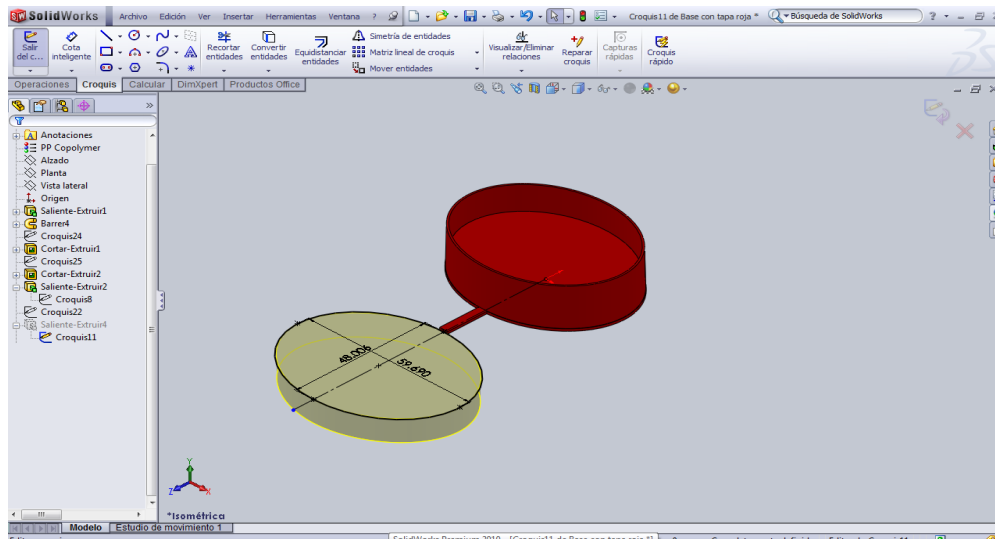 SolidWorks Archivo Edición Ver Insertar Herramientas Ventana ? Croquis11 de Base con tapa roja * Búsqueda de SolidWorks ?
Salir del c... Cota inteligente Recortar entidades Convertir entidades Equidistanciar entidades Simetría de entidades Matriz lineal de croquis Mover entidades Visualizar/Eliminar relaciones Reparar croquis Capturas rápidas Croquis rápido
Operaciones Croquis Calcular DimXpert Productos Office
Anotaciones
PP Copolymer
Alzado
Planta
Vista lateral
Origen
Saliente-Extruir1
Barrer4
Croquis24
Cortar-Extruir1
Croquis25
Cortar-Extruir2
Saliente-Extruir2
Croquis8
Croquis22
Saliente-Extruir4
Croquis11
48.006
59.690
Y
Z X
*Isométrica
Modelo Estudio de movimiento 1